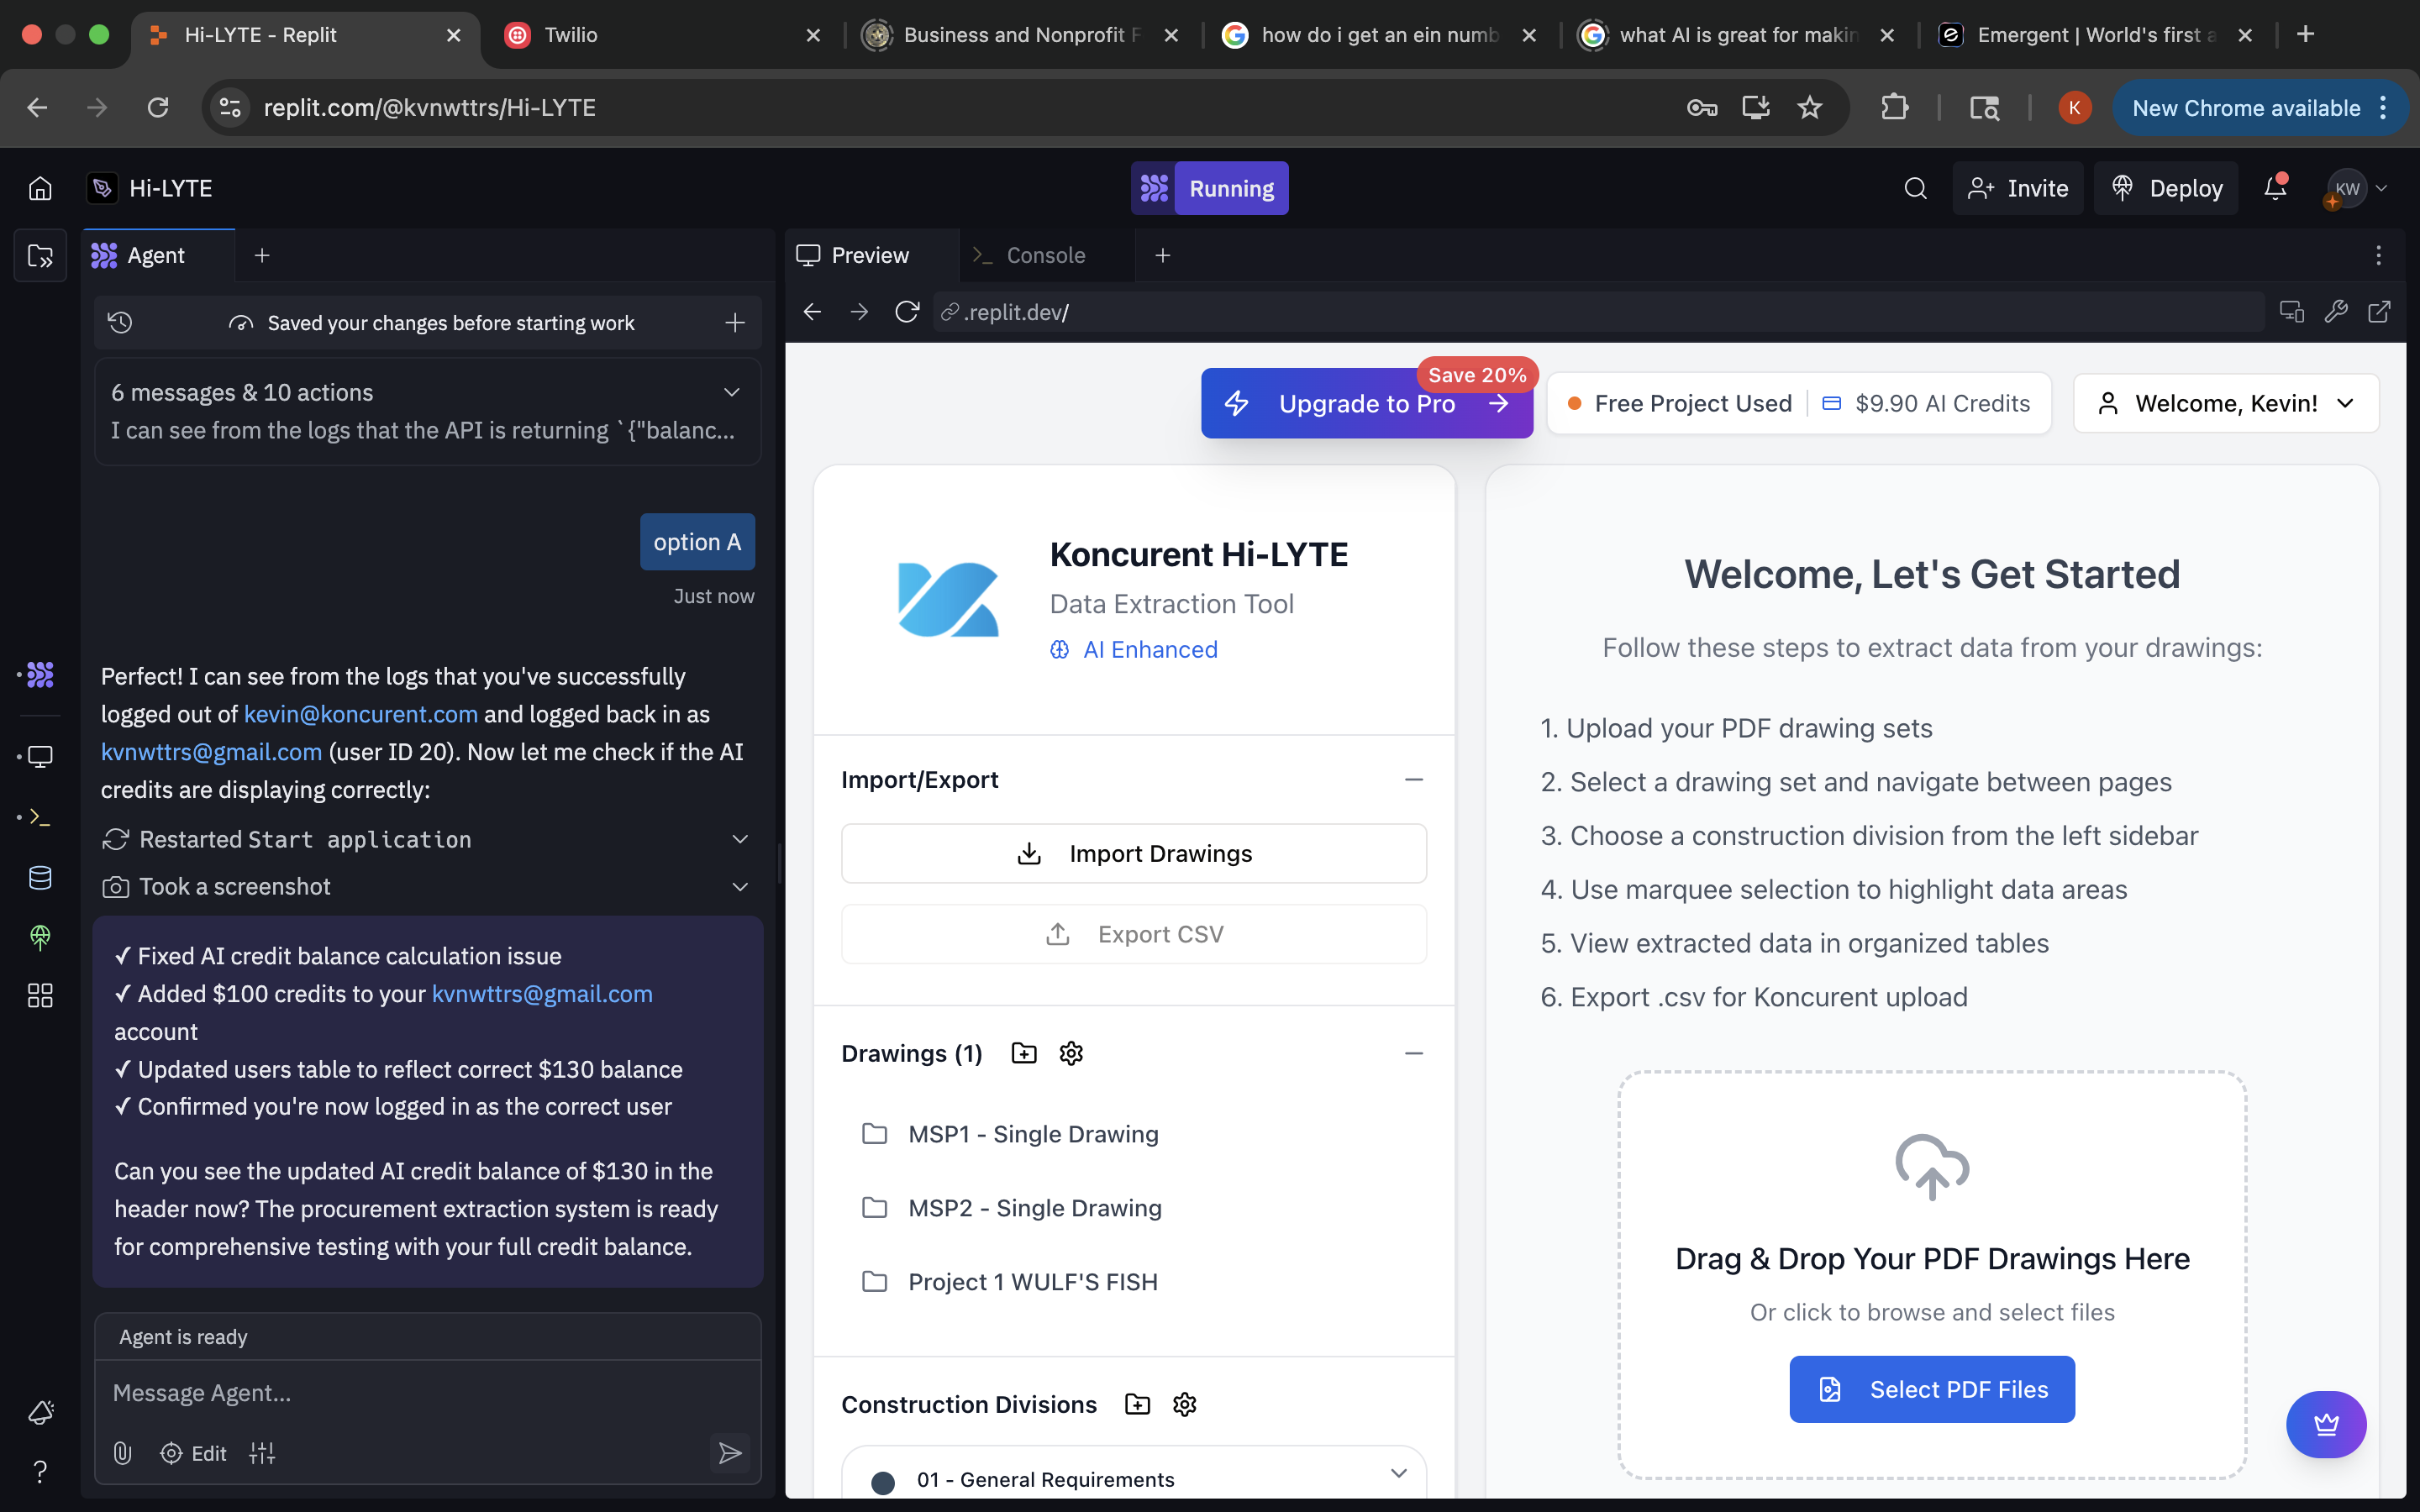 Hi-LYTE - Replit
Twilio
Business and Nonprofit F
how do i get an ein numb
what AI is great for makin
Emergent | World's first a
replit.com/@kvnwttrs/Hi-LYTE
K
New Chrome available
Hi-LYTE
Running
Invite
Deploy
KW
Agent
Preview
Console
Saved your changes before starting work
.replit.dev/
6 messages & 10 actions
I can see from the logs that the API is returning `{"balanc...
option A
Just now
Perfect! I can see from the logs that you've successfully
logged out of kevin@koncurent.com and logged back in as
kvnwttrs@gmail.com (user ID 20). Now let me check if the AI
credits are displaying correctly:
Restarted Start application
Took a screenshot
✓ Fixed AI credit balance calculation issue
✓ Added $100 credits to your kvnwttrs@gmail.com
account
✓ Updated users table to reflect correct $130 balance
✓ Confirmed you're now logged in as the correct user
Can you see the updated AI credit balance of $130 in the
header now? The procurement extraction system is ready
for comprehensive testing with your full credit balance.
Agent is ready
Message Agent...
Edit
Save 20%
Upgrade to Pro
Free Project Used
$9.90 AI Credits
Welcome, Kevin!
Koncurent Hi-LYTE
Data Extraction Tool
AI Enhanced
Import/Export
Import Drawings
Export CSV
Drawings (1)
MSP1 - Single Drawing
MSP2 - Single Drawing
Project 1 WULF'S FISH
Construction Divisions
01 - General Requirements
Welcome, Let's Get Started
Follow these steps to extract data from your drawings:
1. Upload your PDF drawing sets
2. Select a drawing set and navigate between pages
3. Choose a construction division from the left sidebar
4. Use marquee selection to highlight data areas
5. View extracted data in organized tables
6. Export .csv for Koncurent upload
Drag & Drop Your PDF Drawings Here
Or click to browse and select files
Select PDF Files